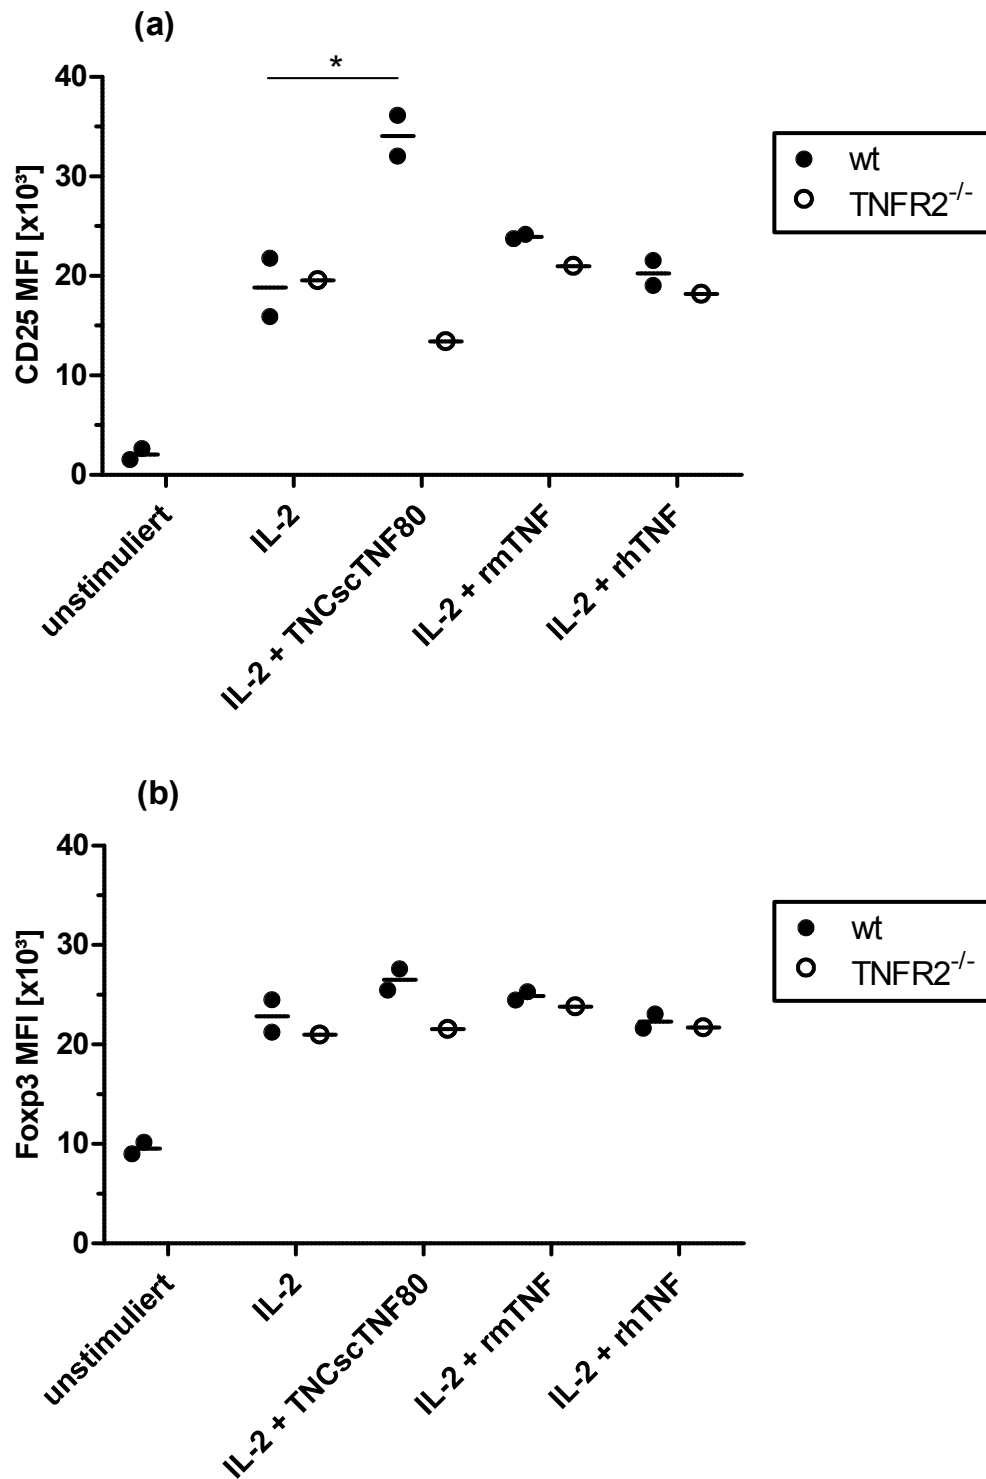 (a)
*
40
30
20
10
0
CD25 MFI [x10³]
unstimuliert
IL-2
IL-2 + TNCscTNF80
IL-2 + rmTNF
IL-2 + rhTNF
wt
TNFR2-/-
(b)
40
30
20
10
0
Foxp3 MFI [x10³]
unstimuliert
IL-2
IL-2 + TNCscTNF80
IL-2 + rmTNF
IL-2 + rhTNF
wt
TNFR2-/-